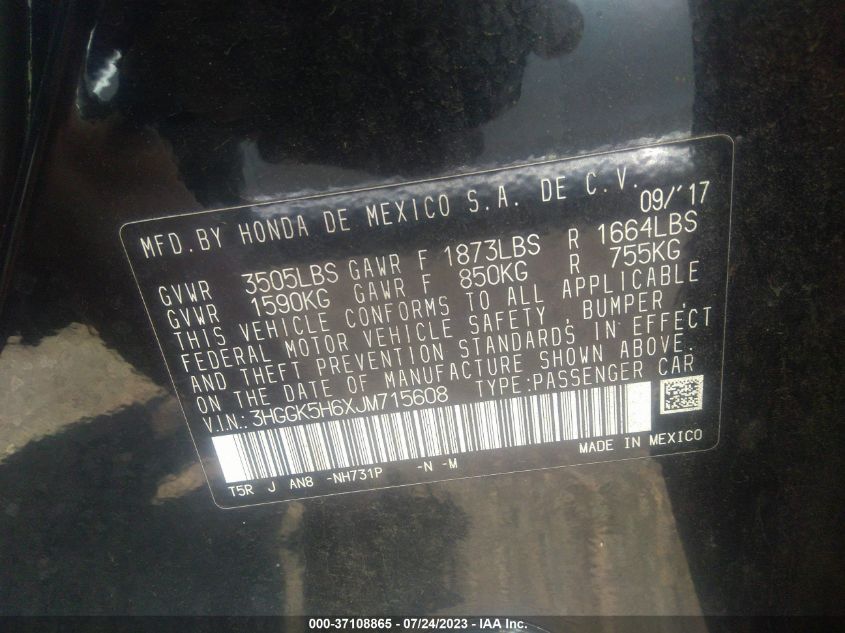 MFD.BY HONDA DE MEXICO S.A. DE C.V. 09/'17
GVWR 3505LBS GAWR F 1873LBS R 1664LBS
GVWR 1590KG GAWR F 850KG R 755KG
THIS VEHICLE CONFORMS TO ALL APPLICABLE
FEDERAL MOTOR VEHICLE SAFETY, BUMPER,
AND THEFT PREVENTION STANDARDS IN EFFECT
ON THE DATE OF MANUFACTURE SHOWN ABOVE.
V.I.N.:3HGGK5H6XJM715608 TYPE:PASSENGER CAR
MADE IN MEXICO
T5R J AN8 -NH731P -N -M
000-37108865 - 07/24/2023 - IAA Inc.